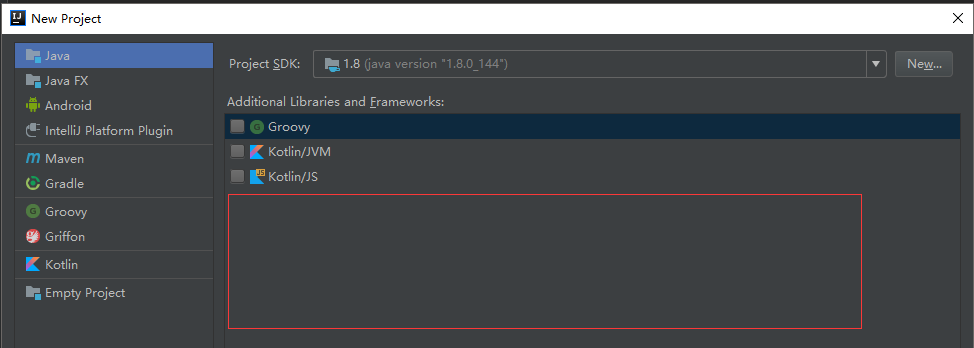 New Project
Java
Java FX
Android
IntelliJ Platform Plugin
Maven
Gradle
Groovy
Griffon
Kotlin
Empty Project
Project SDK: 1.8 (java version "1.8.0_144") New...
Additional Libraries and Frameworks:
Groovy
Kotlin/JVM
Kotlin/JS